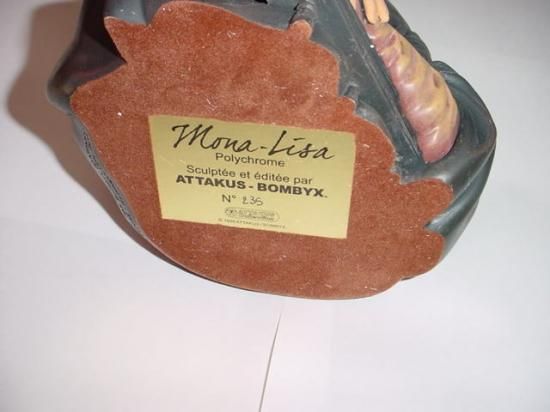 Mona-Lisa
Polychrome
Sculptée et éditée par
ATTAKUS - BOMBYX
N° 236